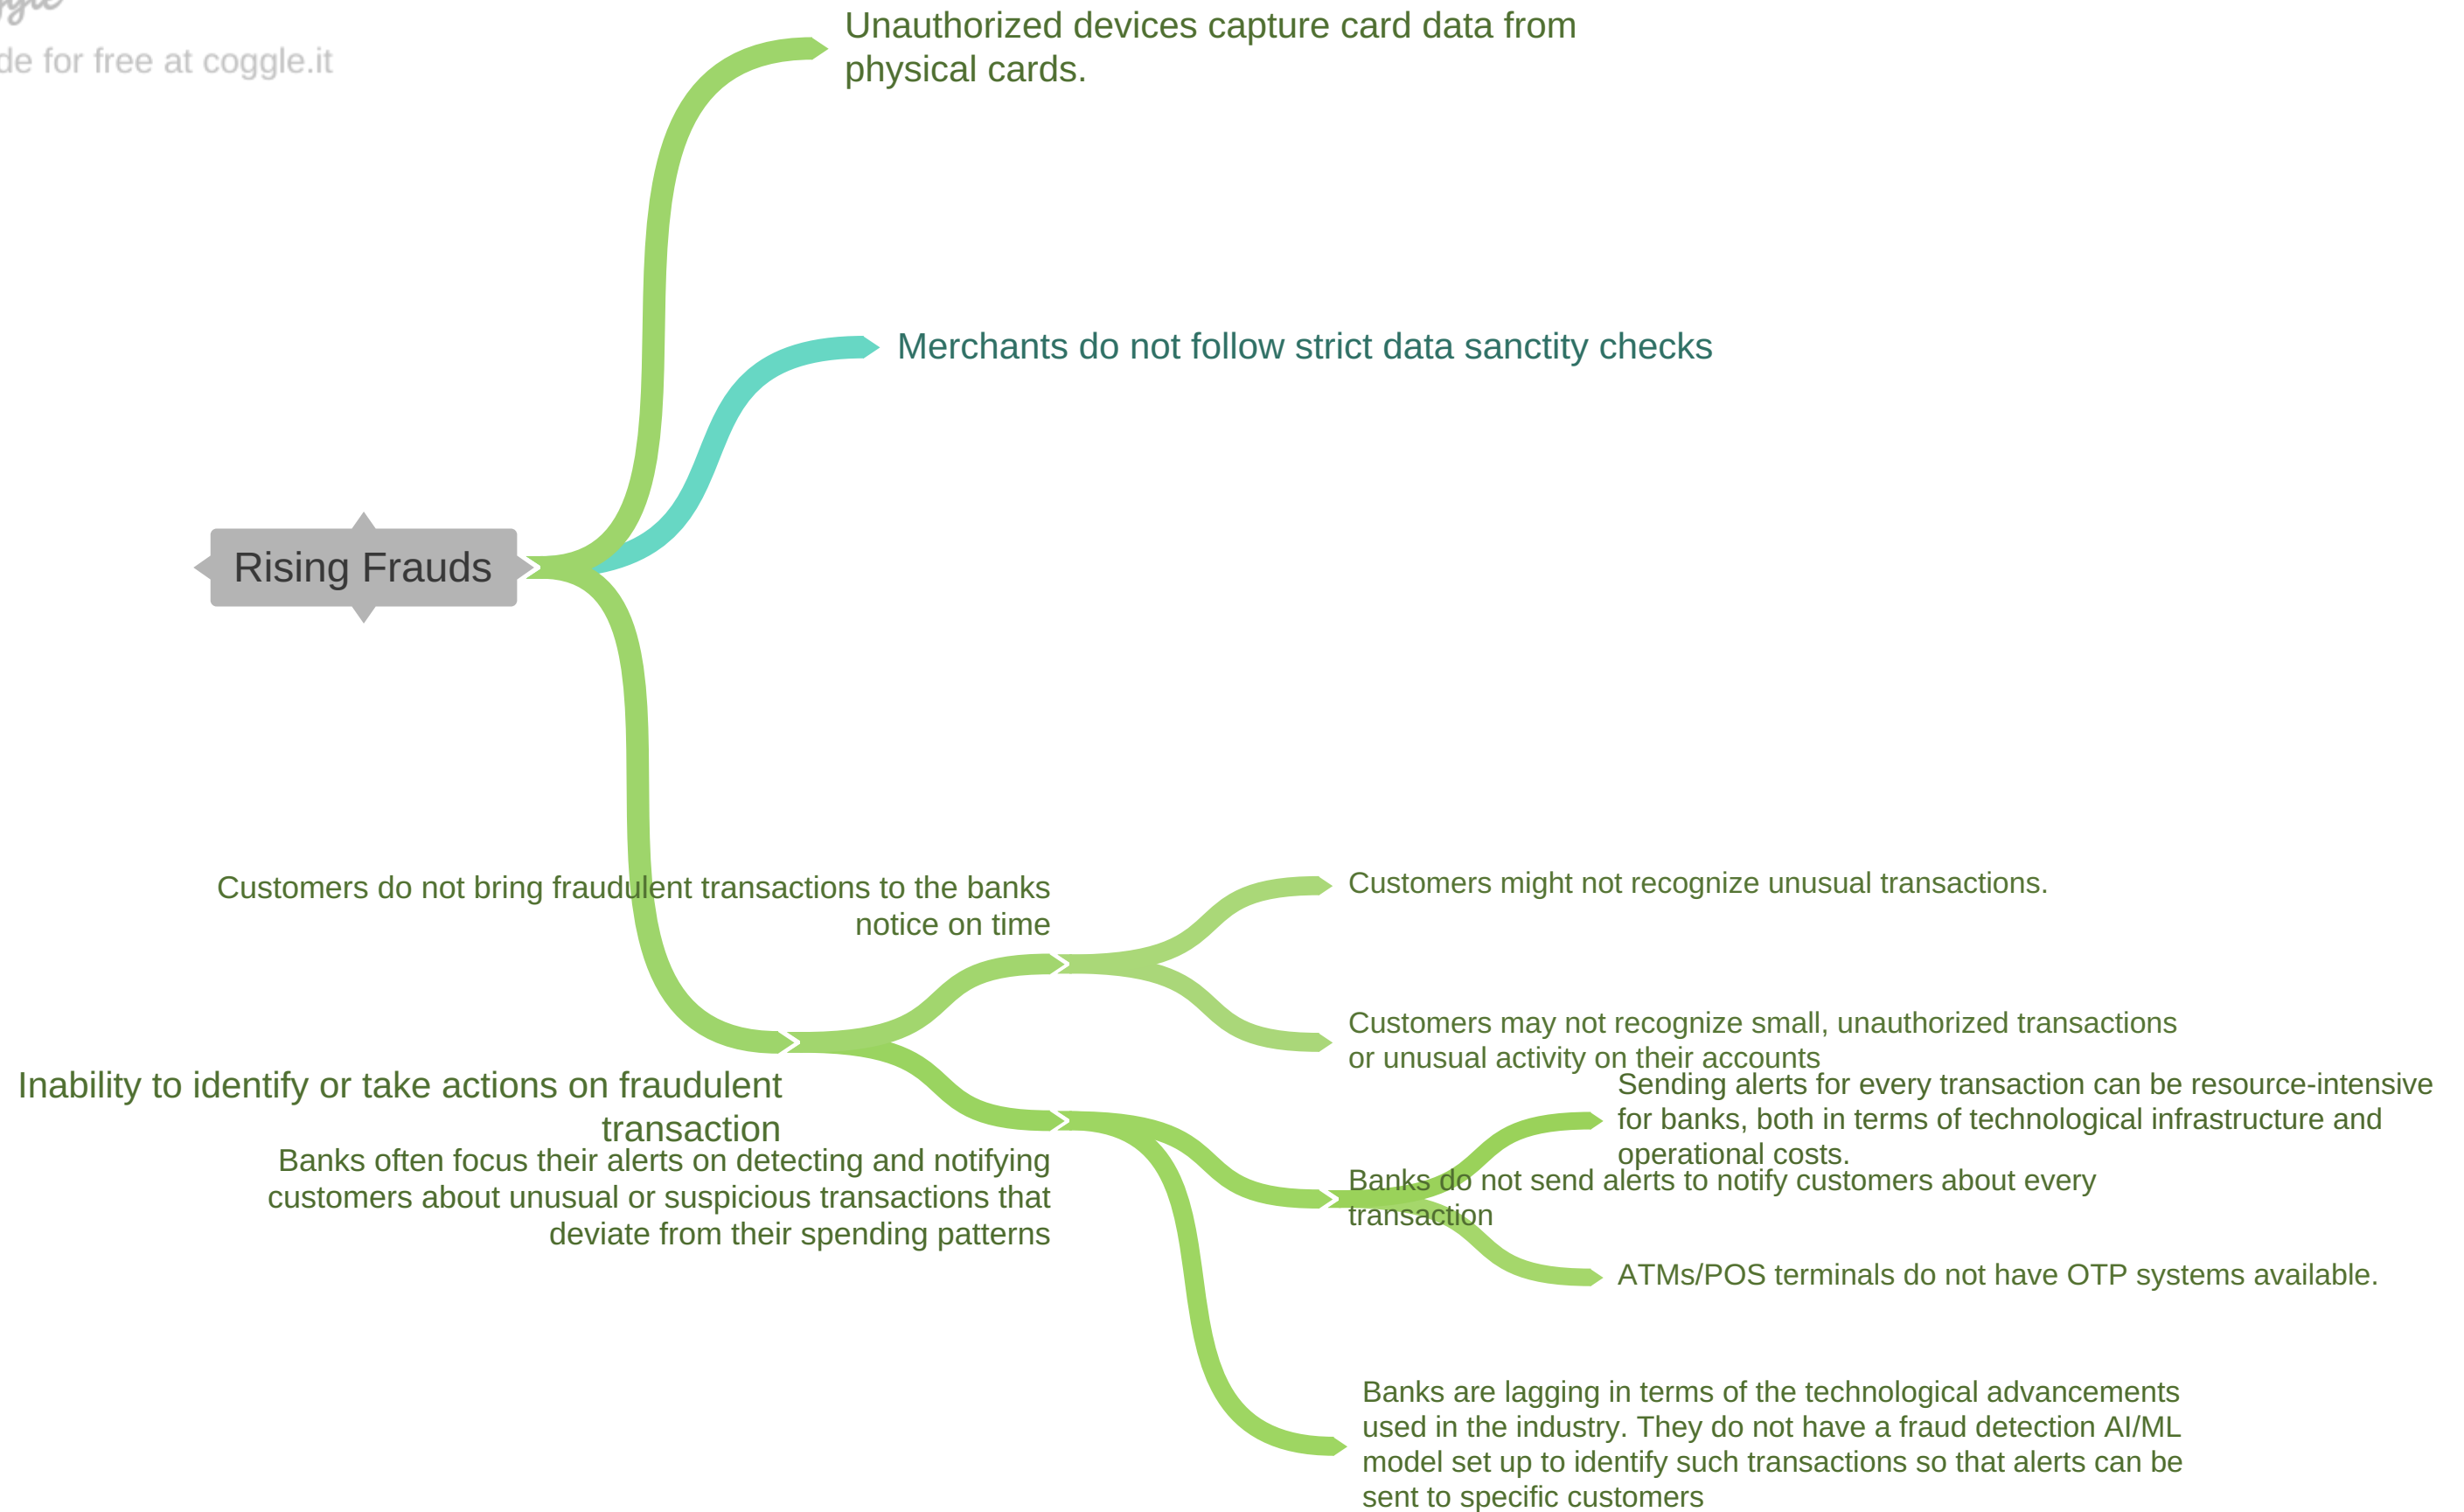 for free at coggle.it
Unauthorized devices capture card data from
physical cards.
Merchants do not follow strict data sanctity checks
Rising Frauds
Customers do not bring fraudulent transactions to the banks
notice on time
Customers might not recognize unusual transactions.
Customers may not recognize small, unauthorized transactions
or unusual activity on their accounts
Inability to identify or take actions on fraudulent
transaction
Sending alerts for every transaction can be resource-intensive
for banks, both in terms of technological infrastructure and
operational costs.
Banks often focus their alerts on detecting and notifying
customers about unusual or suspicious transactions that
deviate from their spending patterns
Banks do not send alerts to notify customers about every
transaction
ATMs/POS terminals do not have OTP systems available.
Banks are lagging in terms of the technological advancements
used in the industry. They do not have a fraud detection AI/ML
model set up to identify such transactions so that alerts can be
sent to specific customers